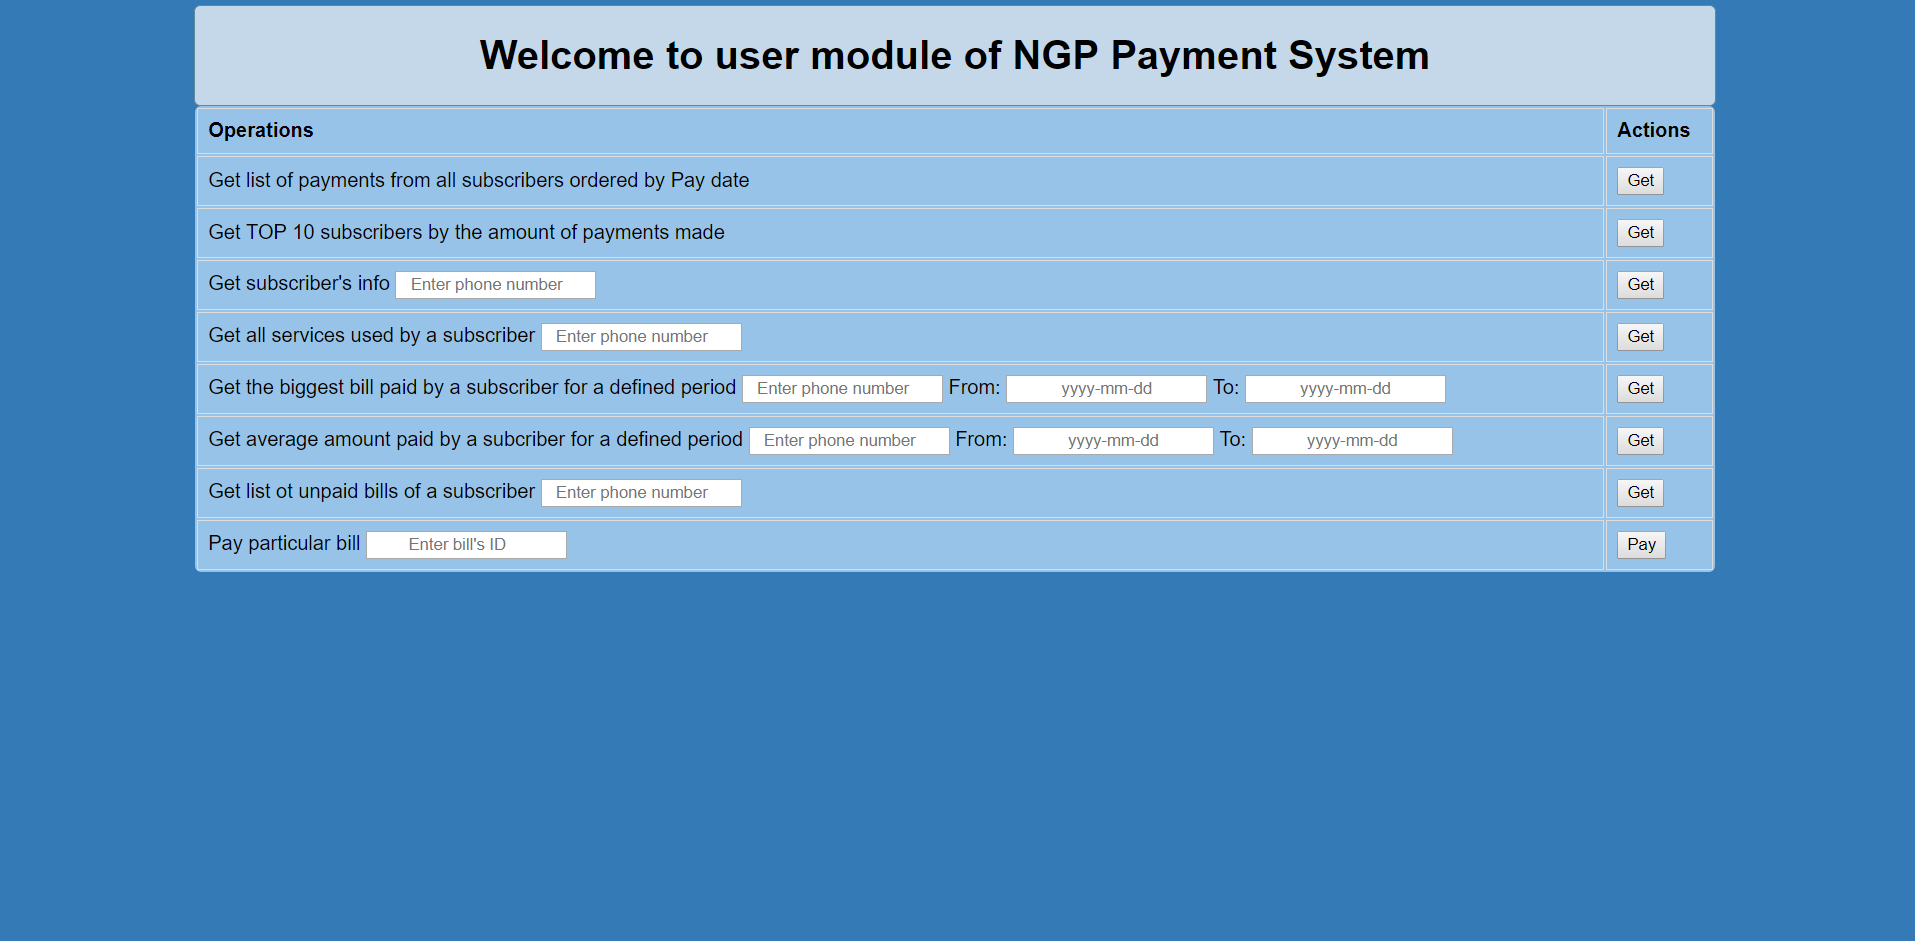 Welcome to user module of NGP Payment System
Operations Actions
Get list of payments from all subscribers ordered by Pay date Get
Get TOP 10 subscribers by the amount of payments made Get
Get subscriber's info Enter phone number Get
Get all services used by a subscriber Enter phone number Get
Get the biggest bill paid by a subscriber for a defined period Enter phone number From: yyyy-mm-dd To: yyyy-mm-dd Get
Get average amount paid by a subcriber for a defined period Enter phone number From: yyyy-mm-dd To: yyyy-mm-dd Get
Get list ot unpaid bills of a subscriber Enter phone number Get
Pay particular bill Enter bill's ID Pay